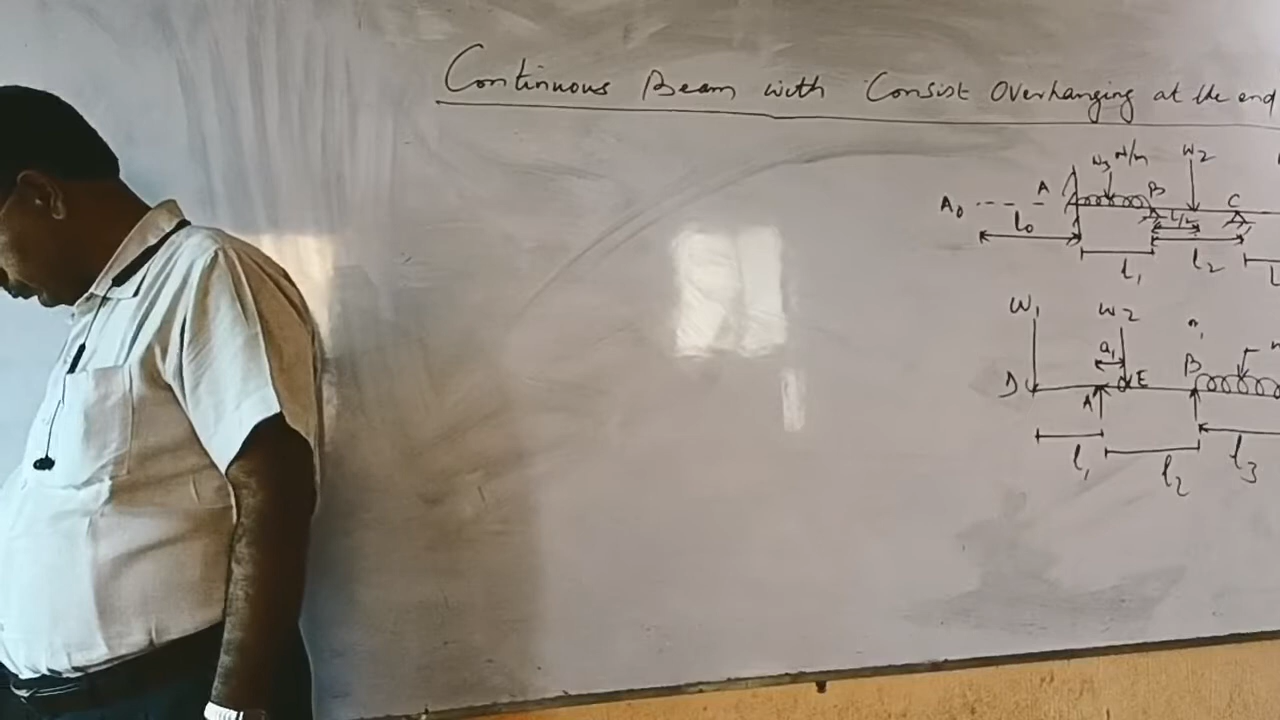 Continuous Beam with Consist Overhanging at the end
A W3 N/m B W2 C
A0 l0 L/2
l1 l2 L
W1 W2
a1 B
D A E
l1 l2 l3